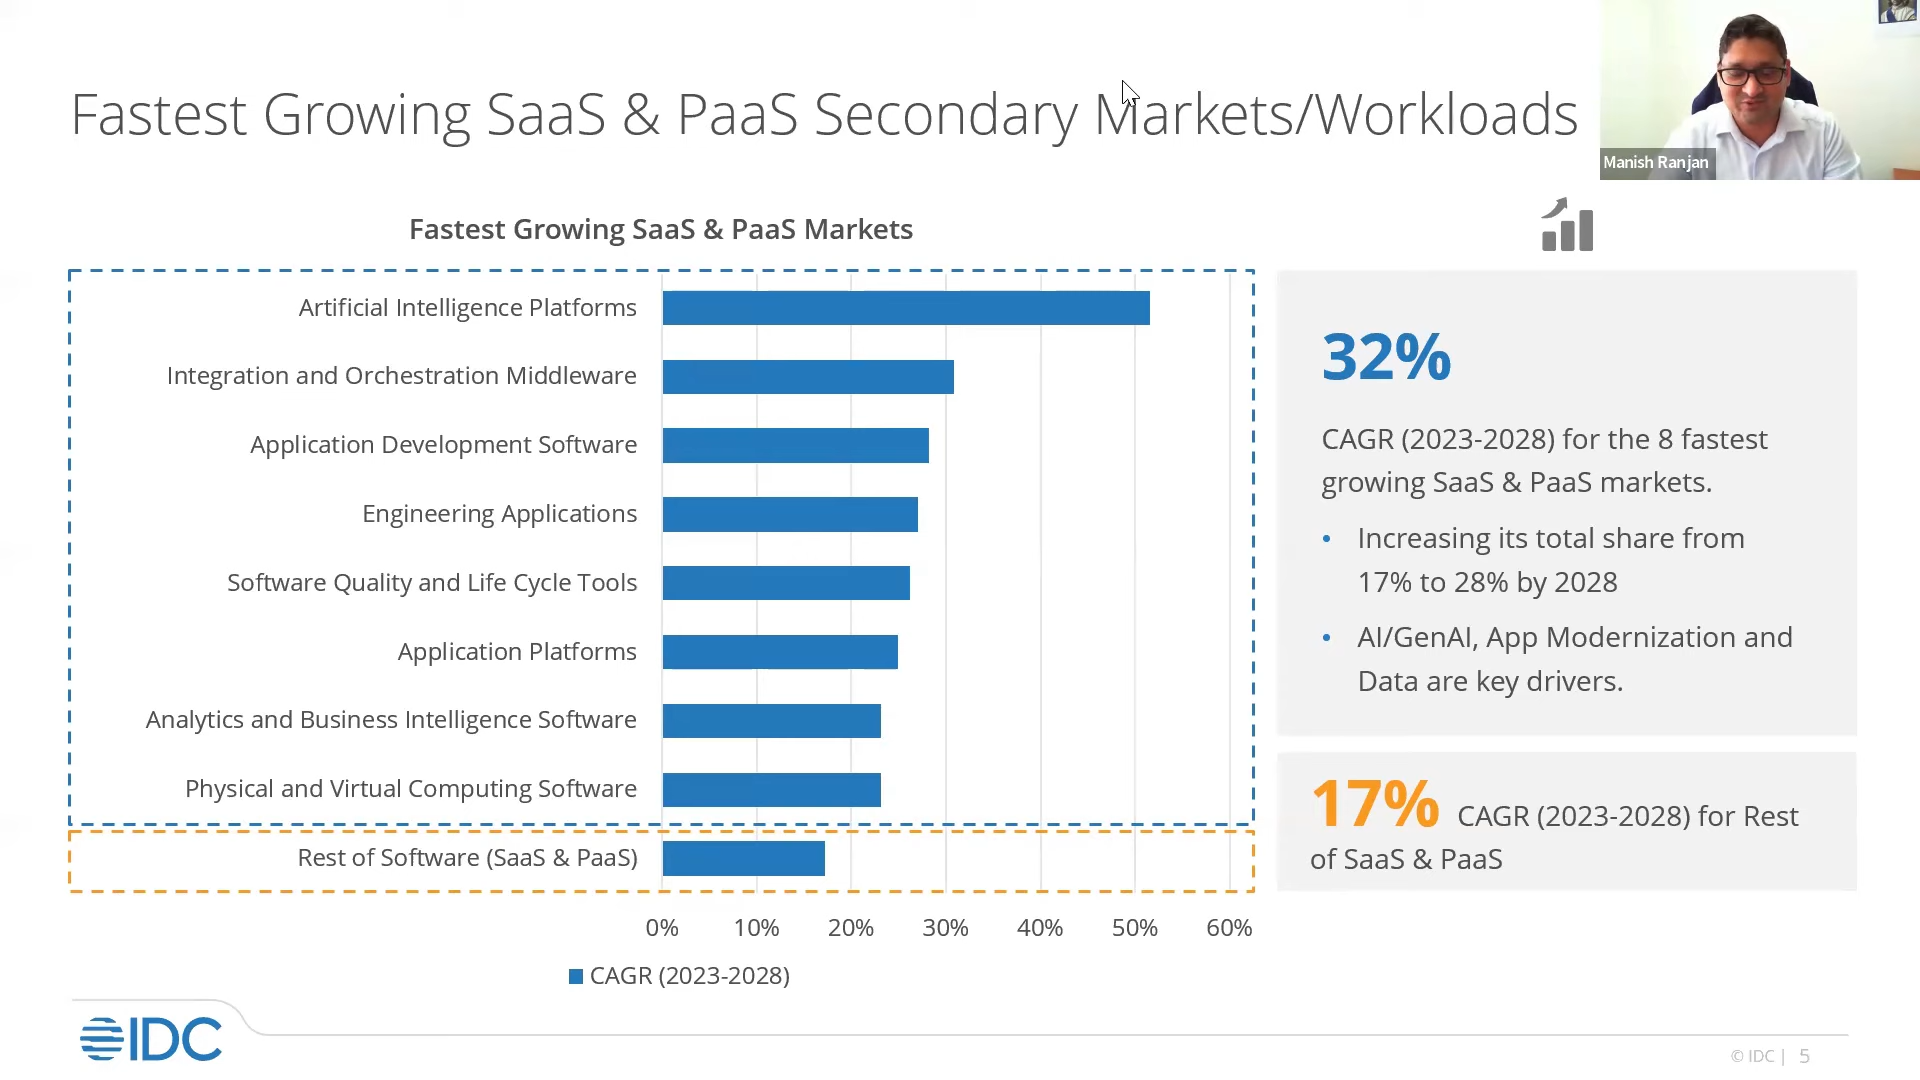 Fastest Growing SaaS & PaaS Secondary Markets/Workloads
Manish Ranjan
Fastest Growing SaaS & PaaS Markets
Artificial Intelligence Platforms
Integration and Orchestration Middleware
Application Development Software
Engineering Applications
Software Quality and Life Cycle Tools
Application Platforms
Analytics and Business Intelligence Software
Physical and Virtual Computing Software
Rest of Software (SaaS & PaaS)
0% 10% 20% 30% 40% 50% 60%
CAGR (2023-2028)
32%
CAGR (2023-2028) for the 8 fastest
growing SaaS & PaaS markets.
• Increasing its total share from
17% to 28% by 2028
• AI/GenAI, App Modernization and
Data are key drivers.
17% CAGR (2023-2028) for Rest
of SaaS & PaaS
IDC
© IDC | 5